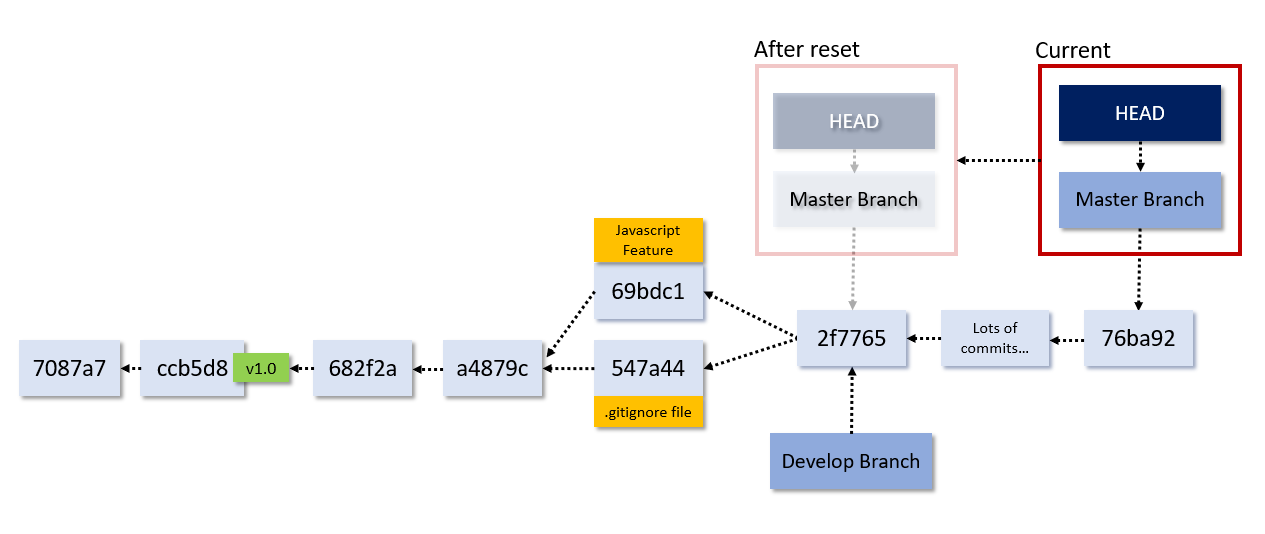 After reset
Current
HEAD
HEAD
Master Branch
Master Branch
Javascript
Feature
69bdc1
2f7765
Lots of
commits...
76ba92
7087a7
ccb5d8
v1.0
682f2a
a4879c
547a44
.gitignore file
Develop Branch